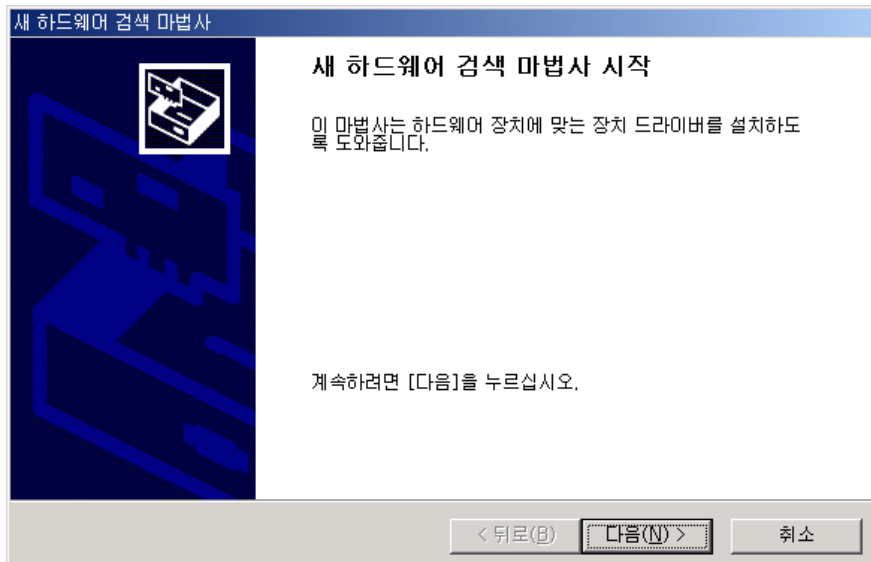 새 하드웨어 검색 마법사
새 하드웨어 검색 마법사 시작
이 마법사는 하드웨어 장치에 맞는 장치 드라이버를 설치하도
록 도와줍니다.
계속하려면 [다음]을 누르십시오.
< 뒤로(B) 다음(N) > 취소